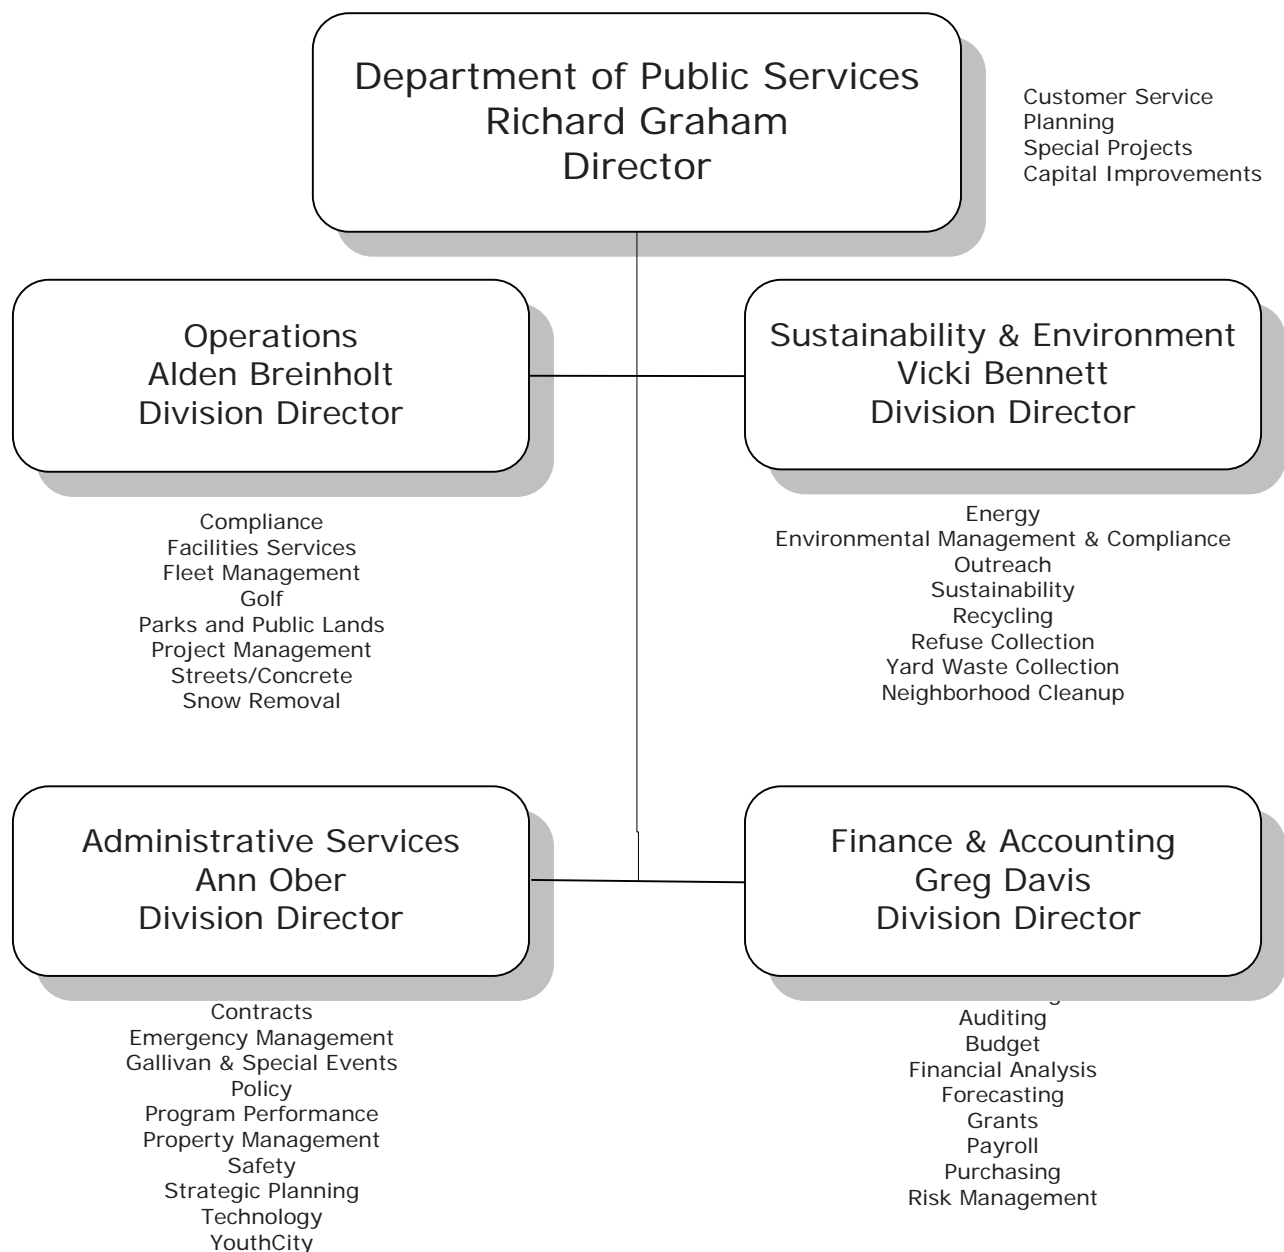 Department of Public Services
Richard Graham
Director
Customer Service
Planning
Special Projects
Capital Improvements
Operations
Alden Breinholt
Division Director
Sustainability & Environment
Vicki Bennett
Division Director
Compliance
Facilities Services
Fleet Management
Golf
Parks and Public Lands
Project Management
Streets/Concrete
Snow Removal
Energy
Environmental Management & Compliance
Outreach
Sustainability
Recycling
Refuse Collection
Yard Waste Collection
Neighborhood Cleanup
Administrative Services
Ann Ober
Division Director
Finance & Accounting
Greg Davis
Division Director
Contracts
Emergency Management
Gallivan & Special Events
Policy
Program Performance
Property Management
Safety
Strategic Planning
Technology
YouthCity
Auditing
Budget
Financial Analysis
Forecasting
Grants
Payroll
Purchasing
Risk Management